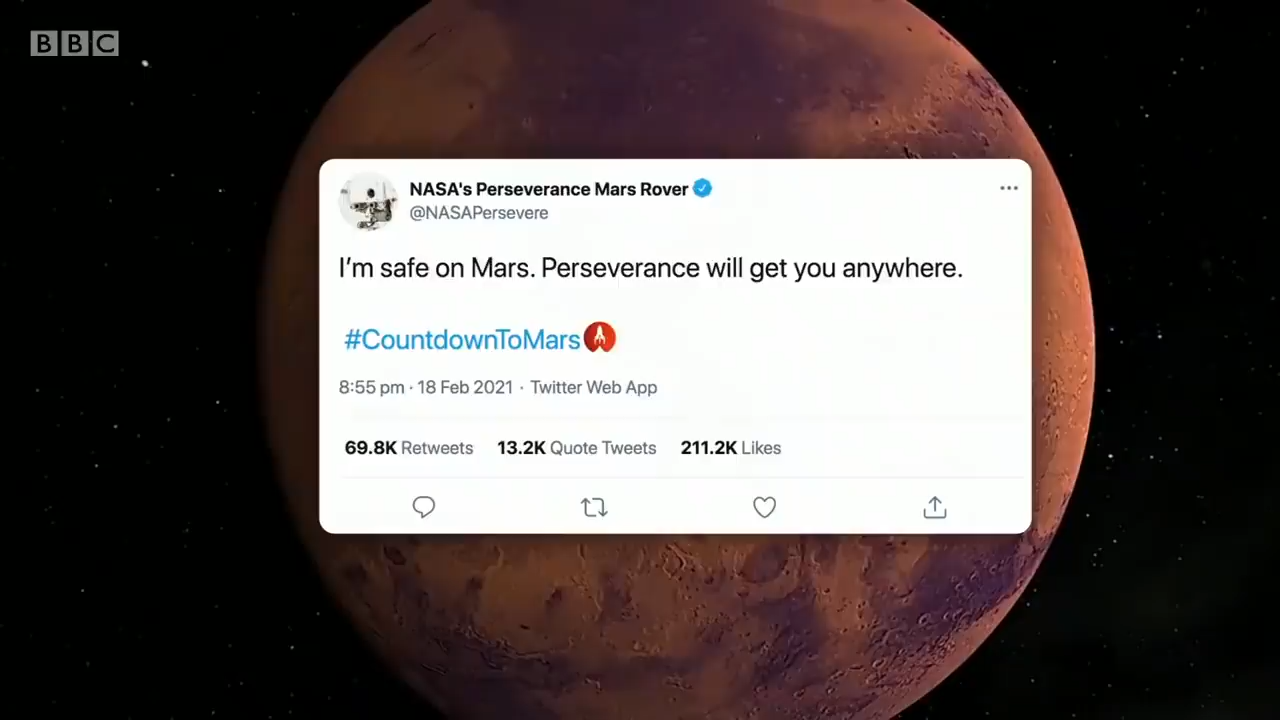 BBC
NASA's Perseverance Mars Rover
@NASAPersevere
I'm safe on Mars. Perseverance will get you anywhere.
#CountdownToMars
8:55 pm · 18 Feb 2021 · Twitter Web App
69.8K Retweets 13.2K Quote Tweets 211.2K Likes